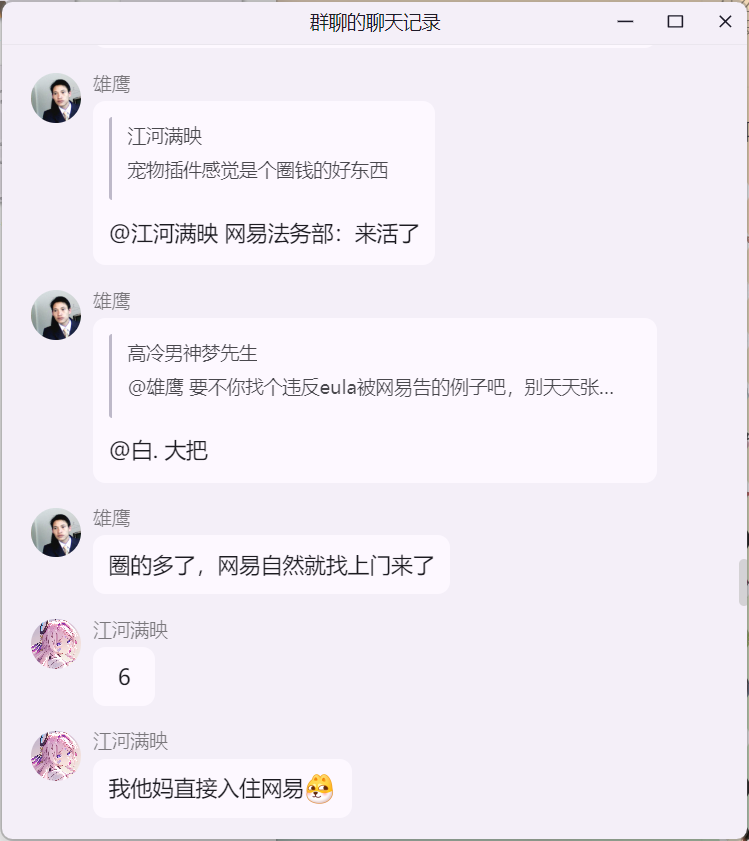 群聊的聊天记录
雄鹰
江河满映
宠物插件感觉是个圈钱的好东西
@江河满映 网易法务部：来活了
雄鹰
高冷男神梦先生
@雄鹰 要不你找个违反eula被网易告的例子吧，别天天张...
@白. 大把
雄鹰
圈的多了，网易自然就找上门来了
江河满映
6
江河满映
我他妈直接入住网易